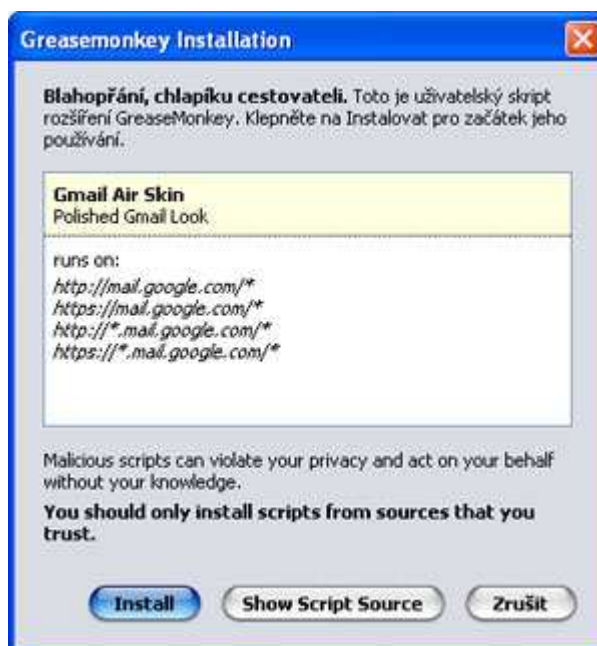 Greasemonkey Installation
Blahopřání, chlapíku cestovateli. Toto je uživatelský skript
rozšíření GreaseMonkey. Klepněte na Instalovat pro začátek jeho
používání.
Gmail Air Skin
Polished Gmail Look
runs on:
http://mail.google.com/*
https://mail.google.com/*
http://*.mail.google.com/*
https://*.mail.google.com/*
Malicious scripts can violate your privacy and act on your behalf
without your knowledge.
You should only install scripts from sources that you
trust.
Install Show Script Source Zrušit